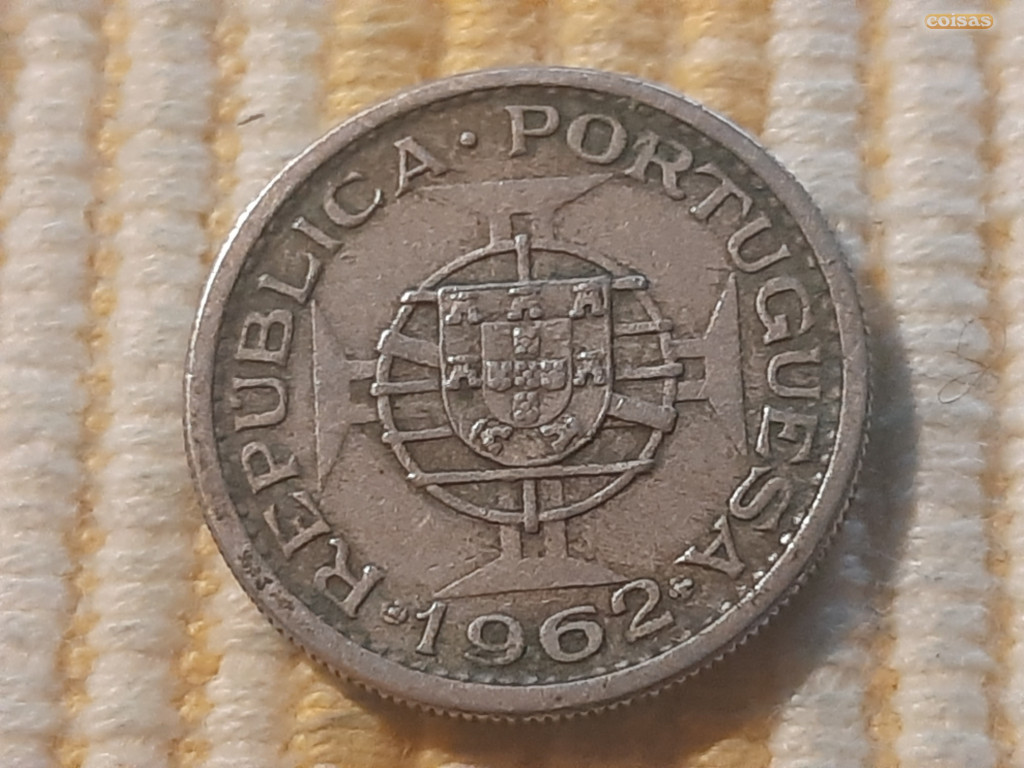 coisas
REPUBLICA · PORTUGUESA
1962